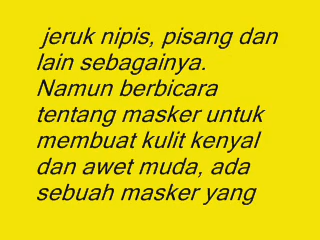 jeruk nipis, pisang dan
lain sebagainya.
Namun berbicara
tentang masker untuk
membuat kulit kenyal
dan awet muda, ada
sebuah masker yang